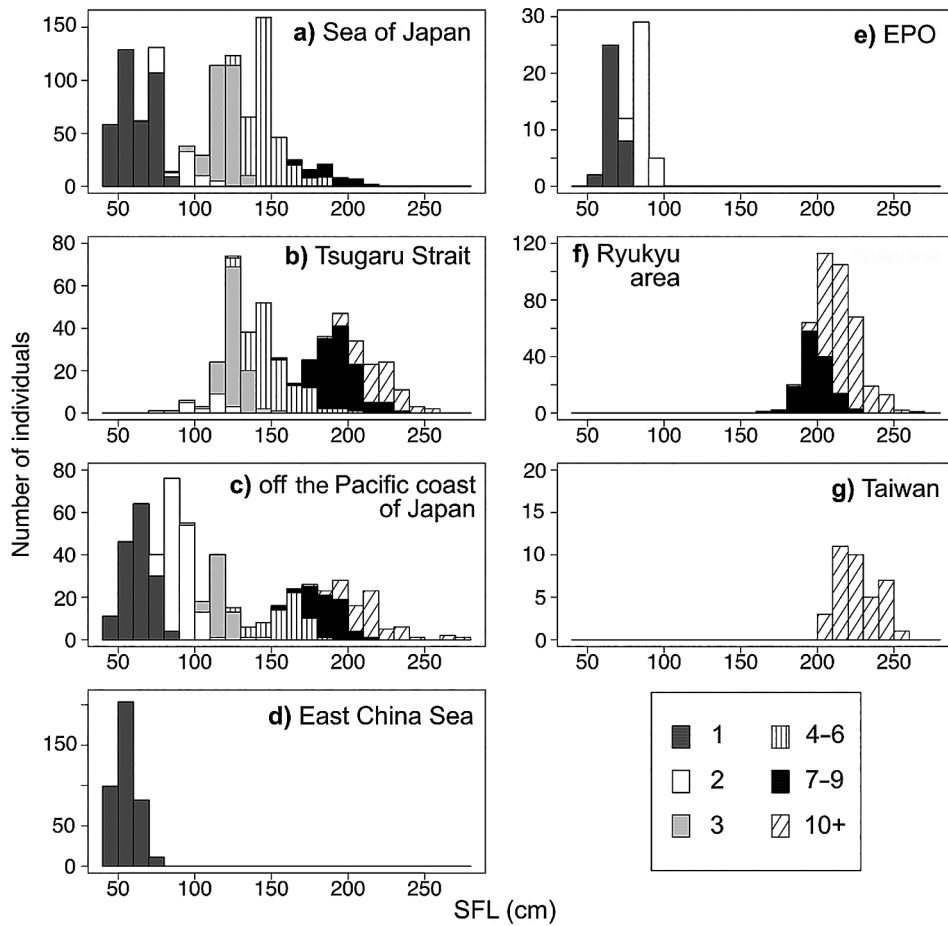 a) Sea of Japan
150
100
50
0
50 100 150 200 250
b) Tsugaru Strait
80
60
40
20
0
50 100 150 200 250
c) off the Pacific coast
of Japan
80
60
40
20
0
50 100 150 200 250
d) East China Sea
150
50
0
50 100 150 200 250
Number of individuals
SFL (cm)
e) EPO
30
20
10
0
50 100 150 200 250
f) Ryukyu
area
120
80
40
0
50 100 150 200 250
g) Taiwan
20
15
10
5
0
50 100 150 200 250
1 4–6
2 7–9
3 10+